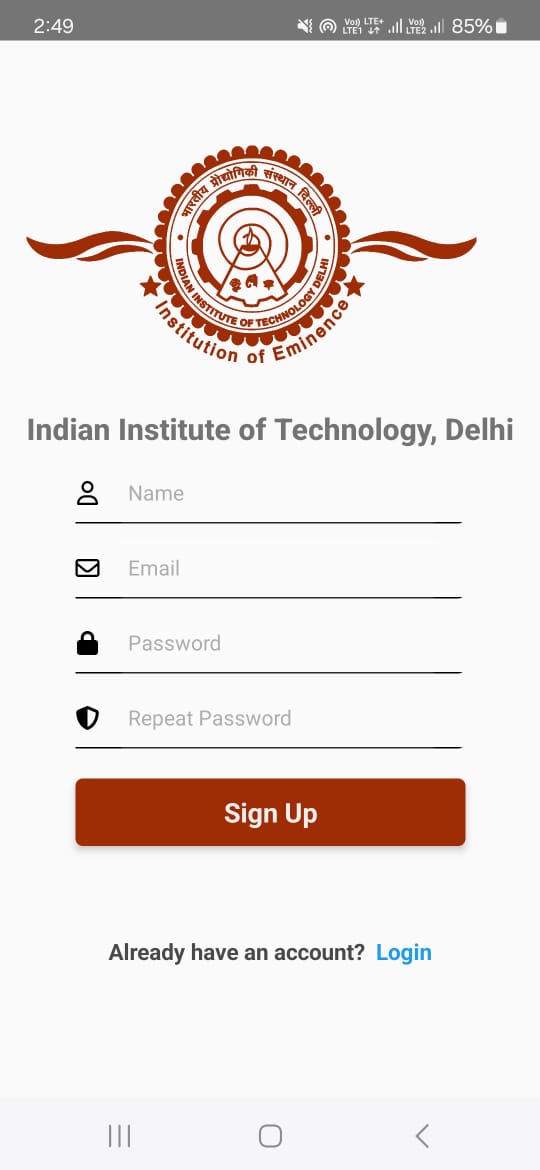 2:49
Vo) LTE+
LTE1
Vo)
LTE2
85%
भारतीय प्रौद्योगिकी संस्थान दिल्ली
INDIAN INSTITUTE OF TECHNOLOGY DELHI
Institution of Eminence
Indian Institute of Technology, Delhi
Name
Email
Password
Repeat Password
Sign Up
Already have an account? Login